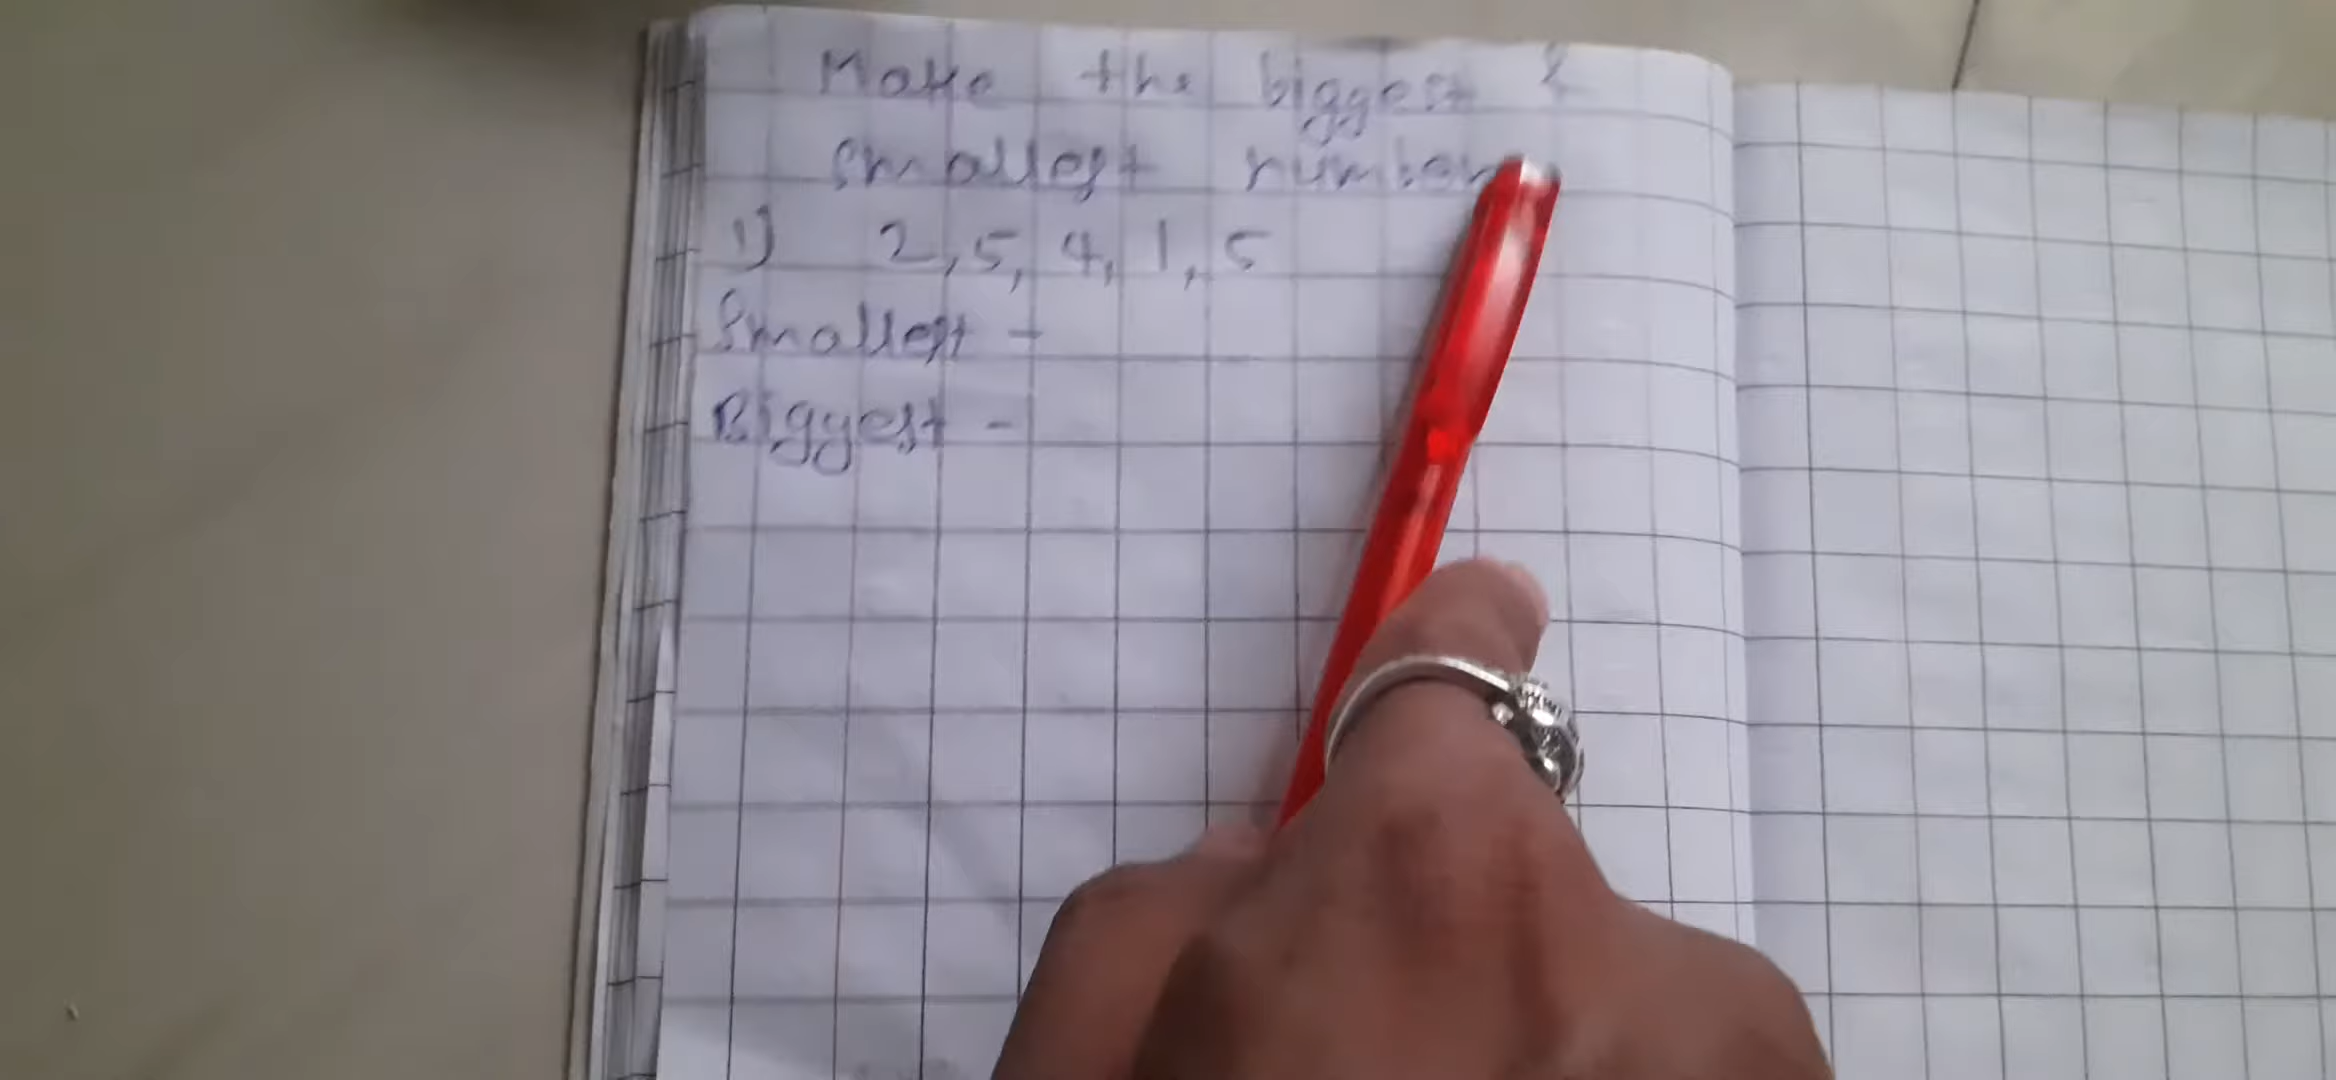 Make the biggest &
smallest number
1) 2, 5, 4, 1, 5
Smallest -
Biggest -